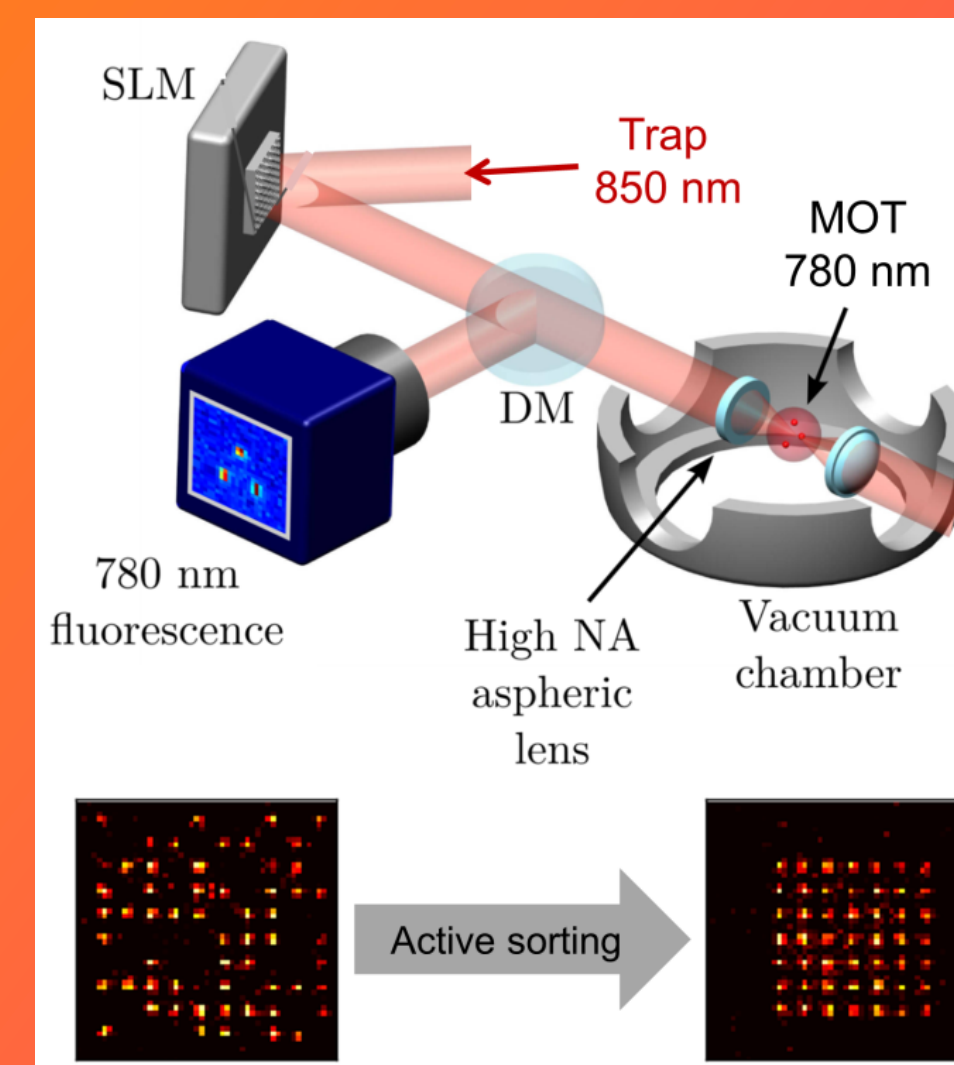 SLM
Trap
850 nm
MOT
780 nm
DM
780 nm
fluorescence
High NA
aspheric
lens
Vacuum
chamber
Active sorting